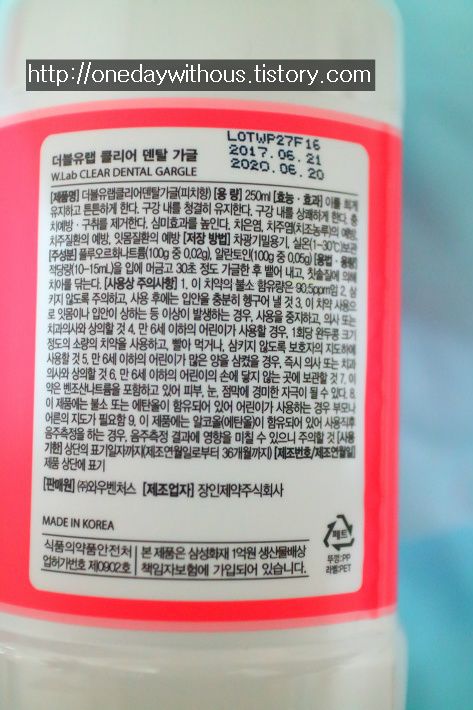 http://onedaywithous.tistory.com
LOTWP27F16
2017.06.21
2020.06.20
더블유랩 클리어 덴탈 가글
W.Lab CLEAR DENTAL GARGLE
[제품명] 더블유랩클리어덴탈가글(피치향) [용 량] 250ml [효능·효과] 이를 희게
유지하고 튼튼하게 한다. 구강 내를 청결히 유지한다. 구강 내를 상쾌하게 한다. 충
치예방·구취를 제거한다. 심미효과를 높인다. 치은염, 치주염(치조농루)의 예방,
치주질환의 예방, 잇몸질환의 예방 [저장 방법] 차광기밀용기, 실온(1~30℃)보관
[주성분] 플루오르화나트륨(100g 중 0.02g), 알란토인(100g 중 0.05g) [용법·용량]
적당량(10~15mL)을 입에 머금고 30초 정도 가글한 후 뱉어 내고, 칫솔질에 의해
치아를 닦는다. [사용상 주의사항] 1. 이 치약의 불소 함유량은 90.5ppm임 2. 삼
키지 않도록 주의하고, 사용 후에는 입안을 충분히 헹구어 낼 것 3. 이 치약 사용으
로 잇몸이나 입안이 상하는 등 이상이 발생하는 경우, 사용을 중지하고, 의사 또는
치과의사와 상의할 것 4. 만 6세 이하의 어린이가 사용할 경우, 1회당 완두콩 크기
정도의 소량의 치약을 사용하고, 빨아 먹거나, 삼키지 않도록 보호자의 지도하에
사용할 것 5. 만 6세 이하의 어린이가 많은 양을 삼켰을 경우, 즉시 의사 또는 치과
의사와 상의할 것 6. 만 6세 이하의 어린이의 손에 닿지 않는 곳에 보관할 것 7. 이
약은 벤조산나트륨을 포함하고 있어 피부, 눈, 점막에 경미한 자극이 될 수 있다. 8.
이 제품에는 불소 또는 에탄올이 함유되어 있어 어린이가 사용하는 경우 부모나
어른의 지도가 필요함 9. 이 제품에는 알코올(에탄올)이 함유되어 있어 사용직후
음주측정을 하는 경우, 음주측정 결과에 영향을 미칠 수 있으니 주의할 것 [사용
기한] 상단의 표기일자까지(제조연월일로부터 36개월까지) [제조번호/제조연월일]
제품 상단에 표기
[판매원] ㈜와우벤처스 [제조업자] 장인제약주식회사
MADE IN KOREA
페트
뚜껑:PP
라벨:PET
식품의약품안전처 본 제품은 삼성화재 1억원 생산물배상
업허가번호 제0902호 책임자보험에 가입되어 있습니다.